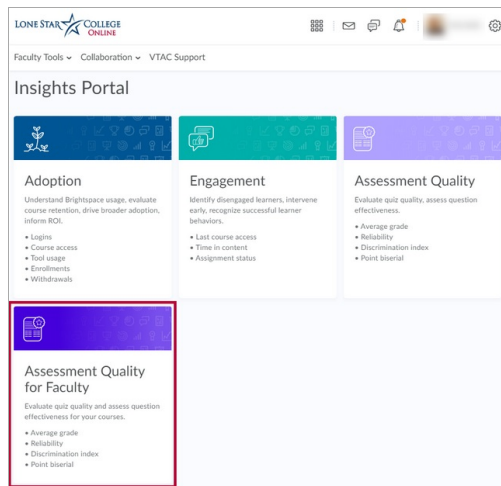 LONE STAR COLLEGE
ONLINE
Faculty Tools Collaboration VTAC Support
Insights Portal
Adoption
Understand Brightspace usage, evaluate
course retention, drive broader adoption,
inform ROI.
• Logins
• Course access
• Tool usage
• Enrollments
• Withdrawals
Engagement
Identify disengaged learners, intervene
early, recognize successful learner
behaviors.
• Last course access
• Time in content
• Assignment status
Assessment Quality
Evaluate quiz quality, assess question
effectiveness.
• Average grade
• Reliability
• Discrimination index
• Point biserial
Assessment Quality
for Faculty
Evaluate quiz quality and assess question
effectiveness for your courses.
• Average grade
• Reliability
• Discrimination index
• Point biserial